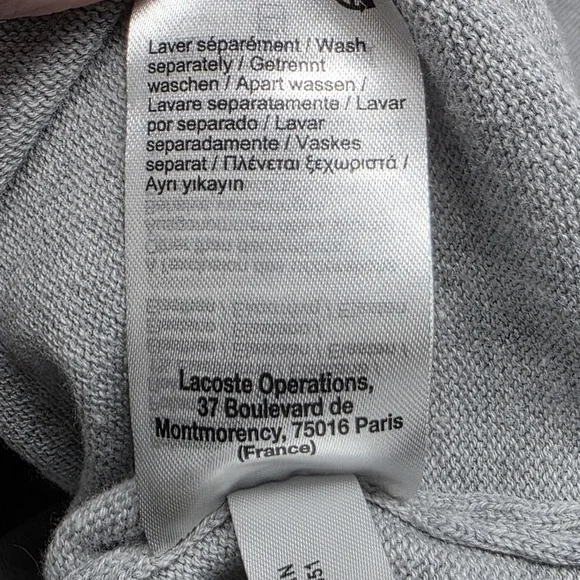 Laver séparément / Wash
separately / Getrennt
waschen / Apart wassen /
Lavare separatamente / Lavar
por separado / Lavar
separadamente / Vaskes
separat / Πλένεται ξεχωριστά /
Ayrı yıkayın
Lacoste Operations,
37 Boulevard de
Montmorency, 75016 Paris
(France)